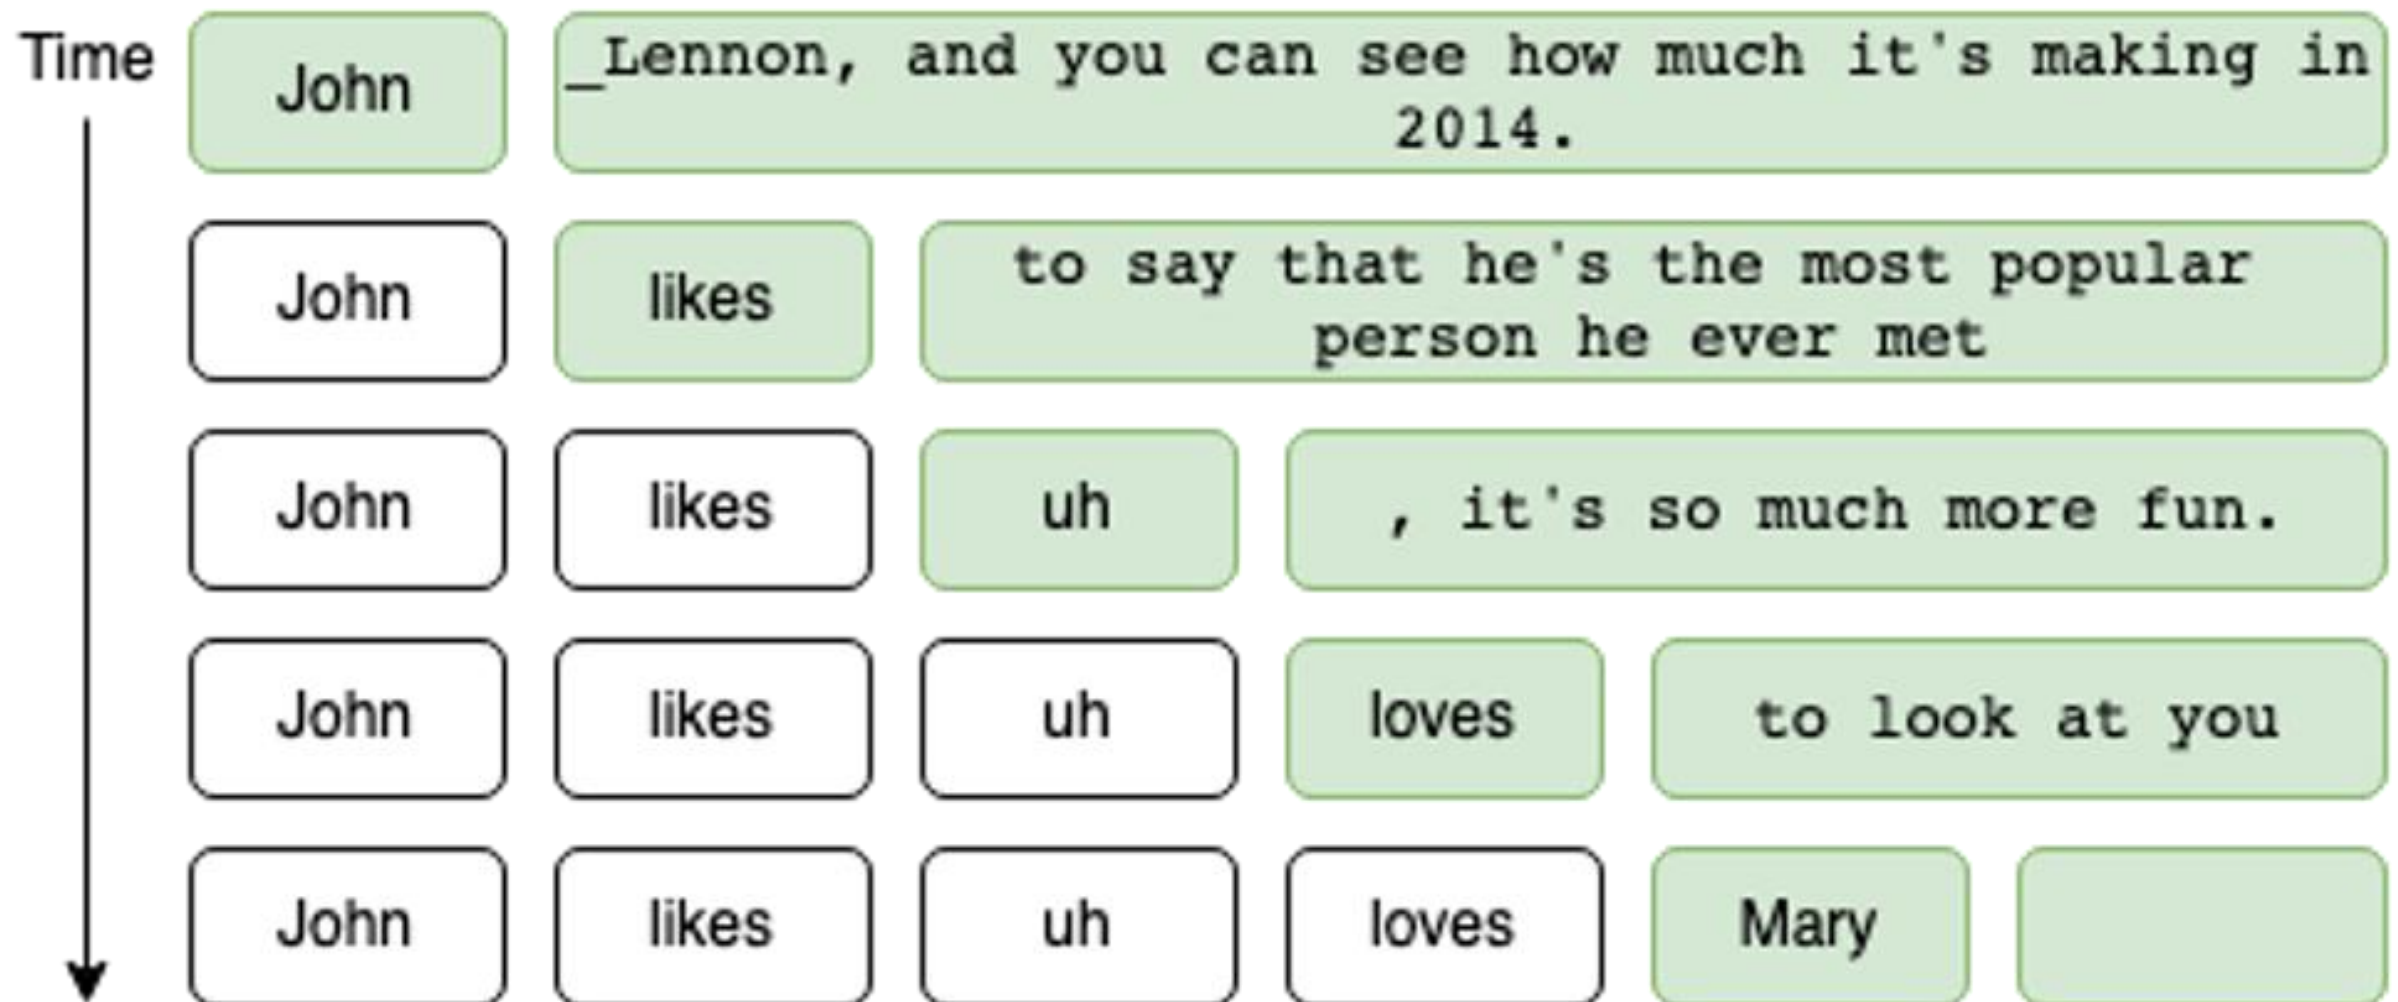 Time
John
_Lennon, and you can see how much it's making in
2014.
John
likes
to say that he's the most popular
person he ever met
John
likes
uh
, it's so much more fun.
John
likes
uh
loves
to look at you
John
likes
uh
loves
Mary